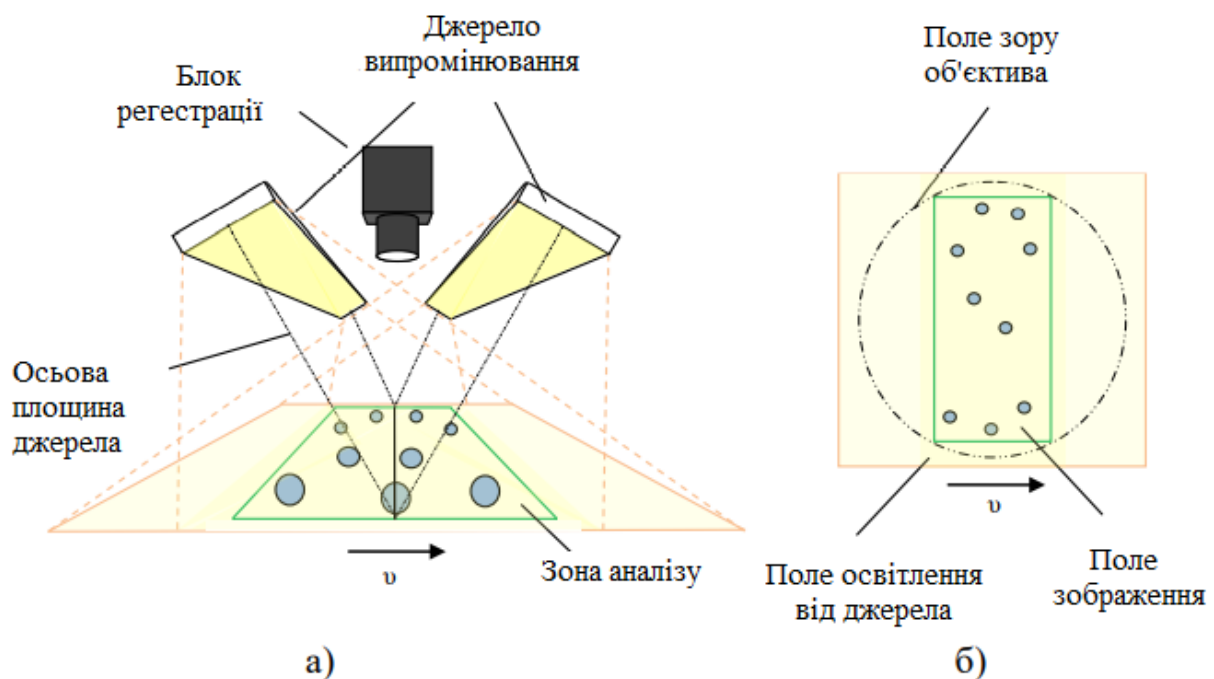 Джерело
випромінювання
Блок
регестрації
Осьова
площина
джерела
υ
Зона аналізу
а)
Поле зору
об'єктива
υ
Поле освітлення
від джерела
Поле
зображення
б)